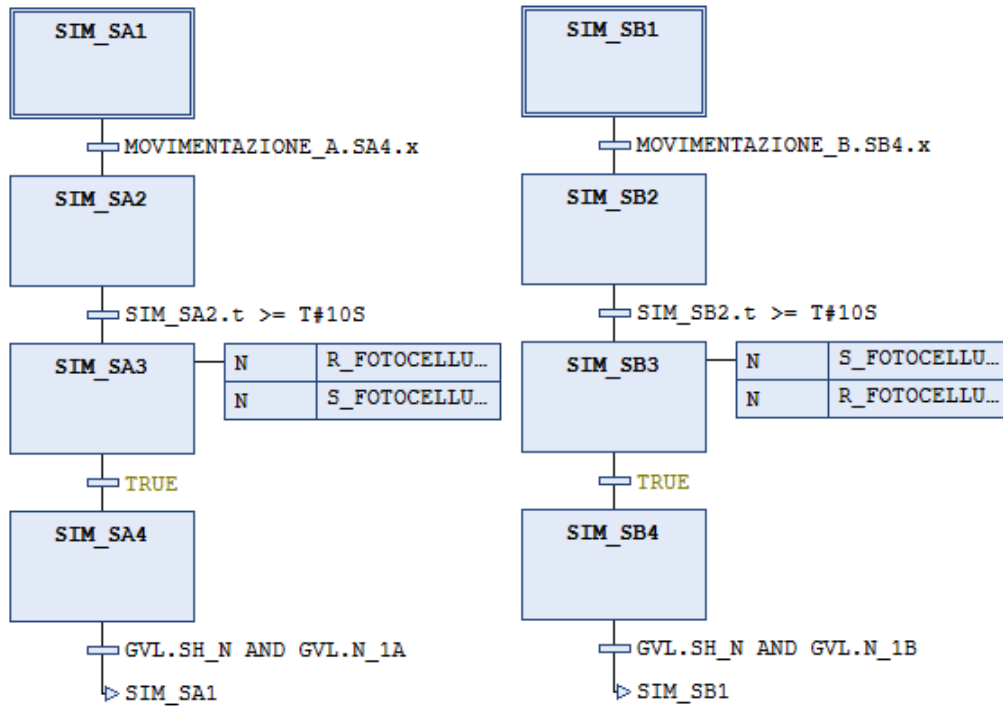 SIM_SA1
MOVIMENTAZIONE_A.SA4.x
SIM_SA2
SIM_SA2.t >= T#10S
SIM_SA3
N R_FOTOCELLU…
N S_FOTOCELLU…
TRUE
SIM_SA4
GVL.SH_N AND GVL.N_1A
SIM_SA1
SIM_SB1
MOVIMENTAZIONE_B.SB4.x
SIM_SB2
SIM_SB2.t >= T#10S
SIM_SB3
N S_FOTOCELLU…
N R_FOTOCELLU…
TRUE
SIM_SB4
GVL.SH_N AND GVL.N_1B
SIM_SB1